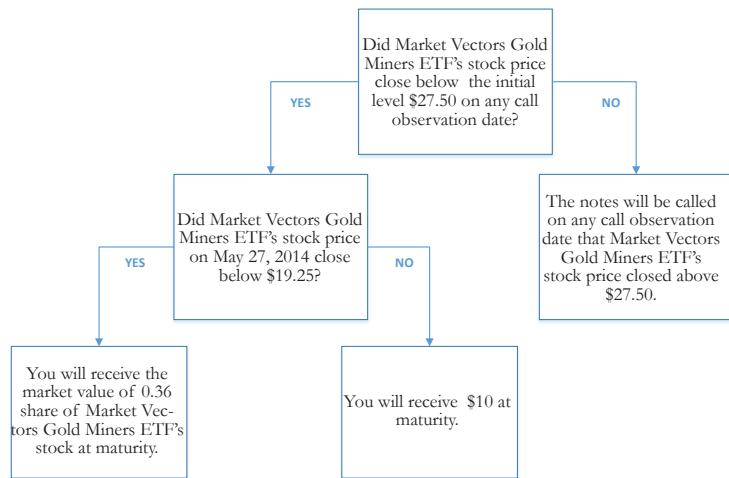 Did Market Vectors Gold
Miners ETF's stock price
close below the initial
level $27.50 on any call
observation date?
YES
NO
Did Market Vectors Gold
Miners ETF's stock price
on May 27, 2014 close
below $19.25?
The notes will be called
on any call observation
date that Market Vectors
Gold Miners ETF's
stock price closed above
$27.50.
YES
NO
You will receive the
market value of 0.36
share of Market Vec-
tors Gold Miners ETF's
stock at maturity.
You will receive $10 at
maturity.